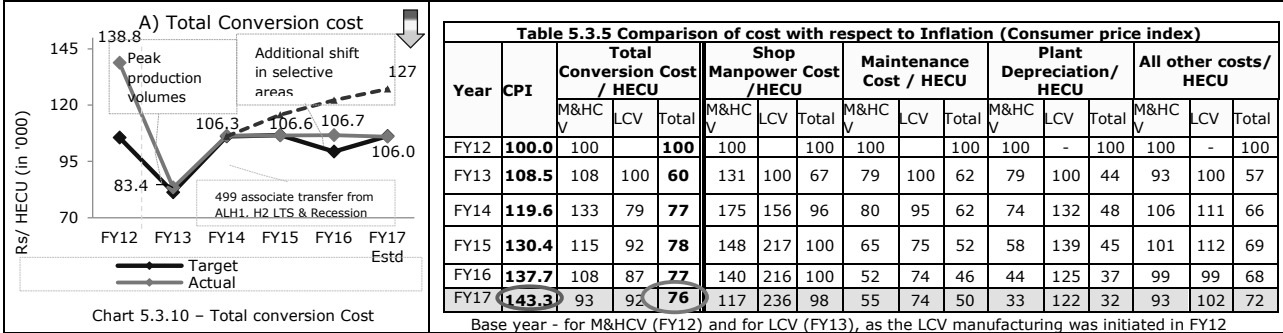 A) Total Conversion cost
138.8
145
Peak
production
volumes
Additional shift
in selective
areas
127
120
106.3
106.6
106.7
106.0
95
83.4
499 associate transfer from
ALH1, H2 LTS & Recession
70
Rs/ HECU (in '000)
FY12 FY13 FY14 FY15 FY16 FY17
Estd
Target
Actual
Chart 5.3.10 – Total conversion Cost
Table 5.3.5 Comparison of cost with respect to Inflation (Consumer price index)
Year CPI Total Conversion Cost / HECU Shop Manpower Cost /HECU Maintenance Cost / HECU Plant Depreciation/ HECU All other costs/ HECU
M&HCV LCV Total M&HCV LCV Total M&HCV LCV Total M&HCV LCV Total M&HCV LCV Total
FY12 100.0 100 100 100 100 100 100 100 - 100 100 - 100
FY13 108.5 108 100 60 131 100 67 79 100 62 79 100 44 93 100 57
FY14 119.6 133 79 77 175 156 96 80 95 62 74 132 48 106 111 66
FY15 130.4 115 92 78 148 217 100 65 75 52 58 139 45 101 112 69
FY16 137.7 108 87 77 140 216 100 52 74 46 44 125 37 99 99 68
FY17 143.3 93 92 76 117 236 98 55 74 50 33 122 32 93 102 72
Base year - for M&HCV (FY12) and for LCV (FY13), as the LCV manufacturing was initiated in FY12